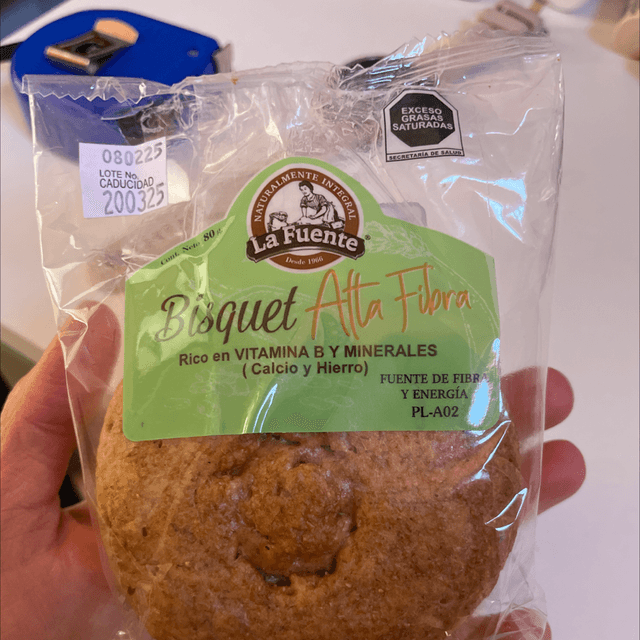 080225
LOTE No.
CADUCIDAD
200325
EXCESO
GRASAS
SATURADAS
SECRETARÍA DE SALUD
NATURALMENTE INTEGRAL
LA FUENTE
Desde 1966
Cont. Neto: 80 g
Bisquet Alta Fibra
Rico en VITAMINA B Y MINERALES
( Calcio y Hierro)
FUENTE DE FIBRA
Y ENERGÍA
PL-A02